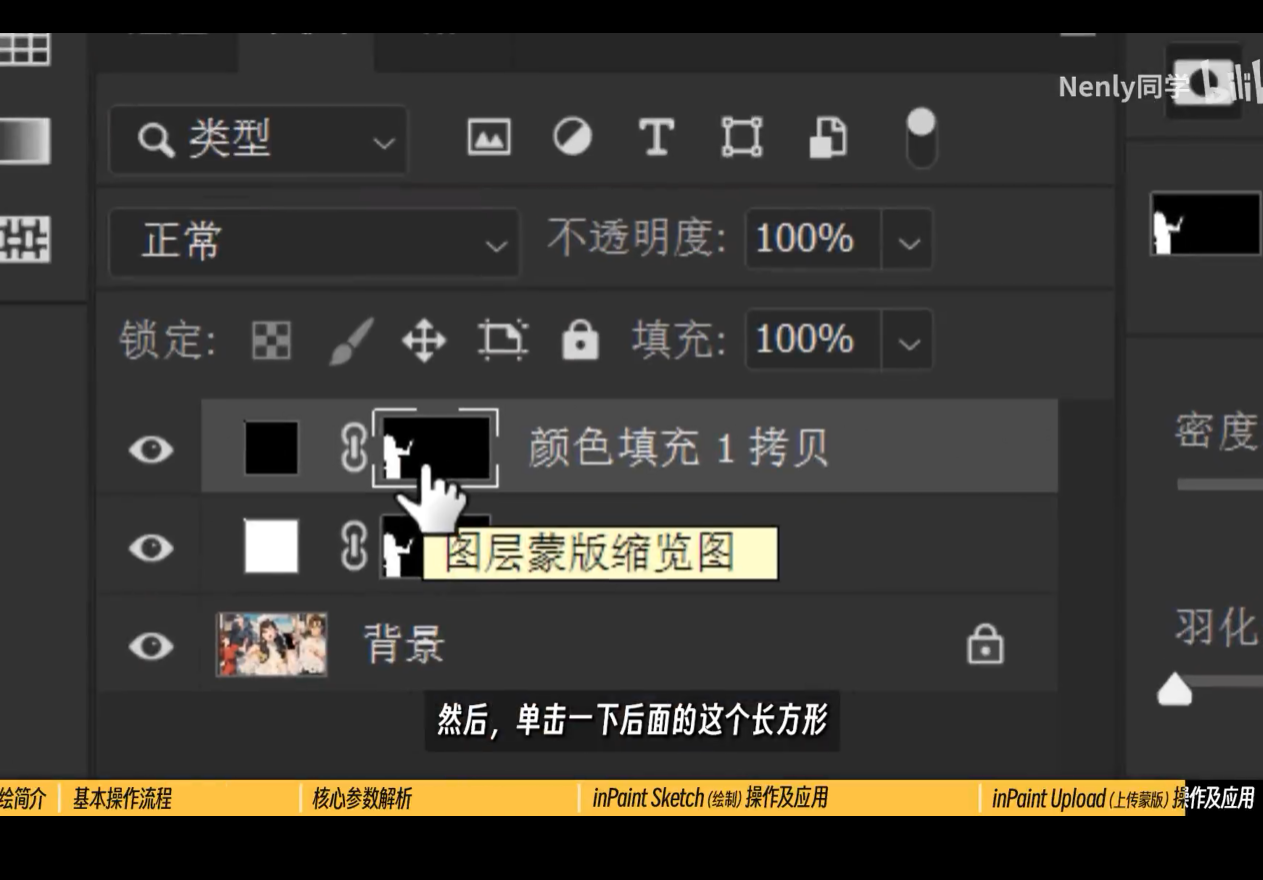 Nenly同学
类型
正常
不透明度: 100%
锁定:
填充: 100%
颜色填充 1 拷贝
图层蒙版缩览图
背景
密度
羽化
然后，单击一下后面的这个长方形
绘简介
基本操作流程
核心参数解析
inPaint Sketch (绘制) 操作及应用
inPaint Upload (上传蒙版) 操作及应用